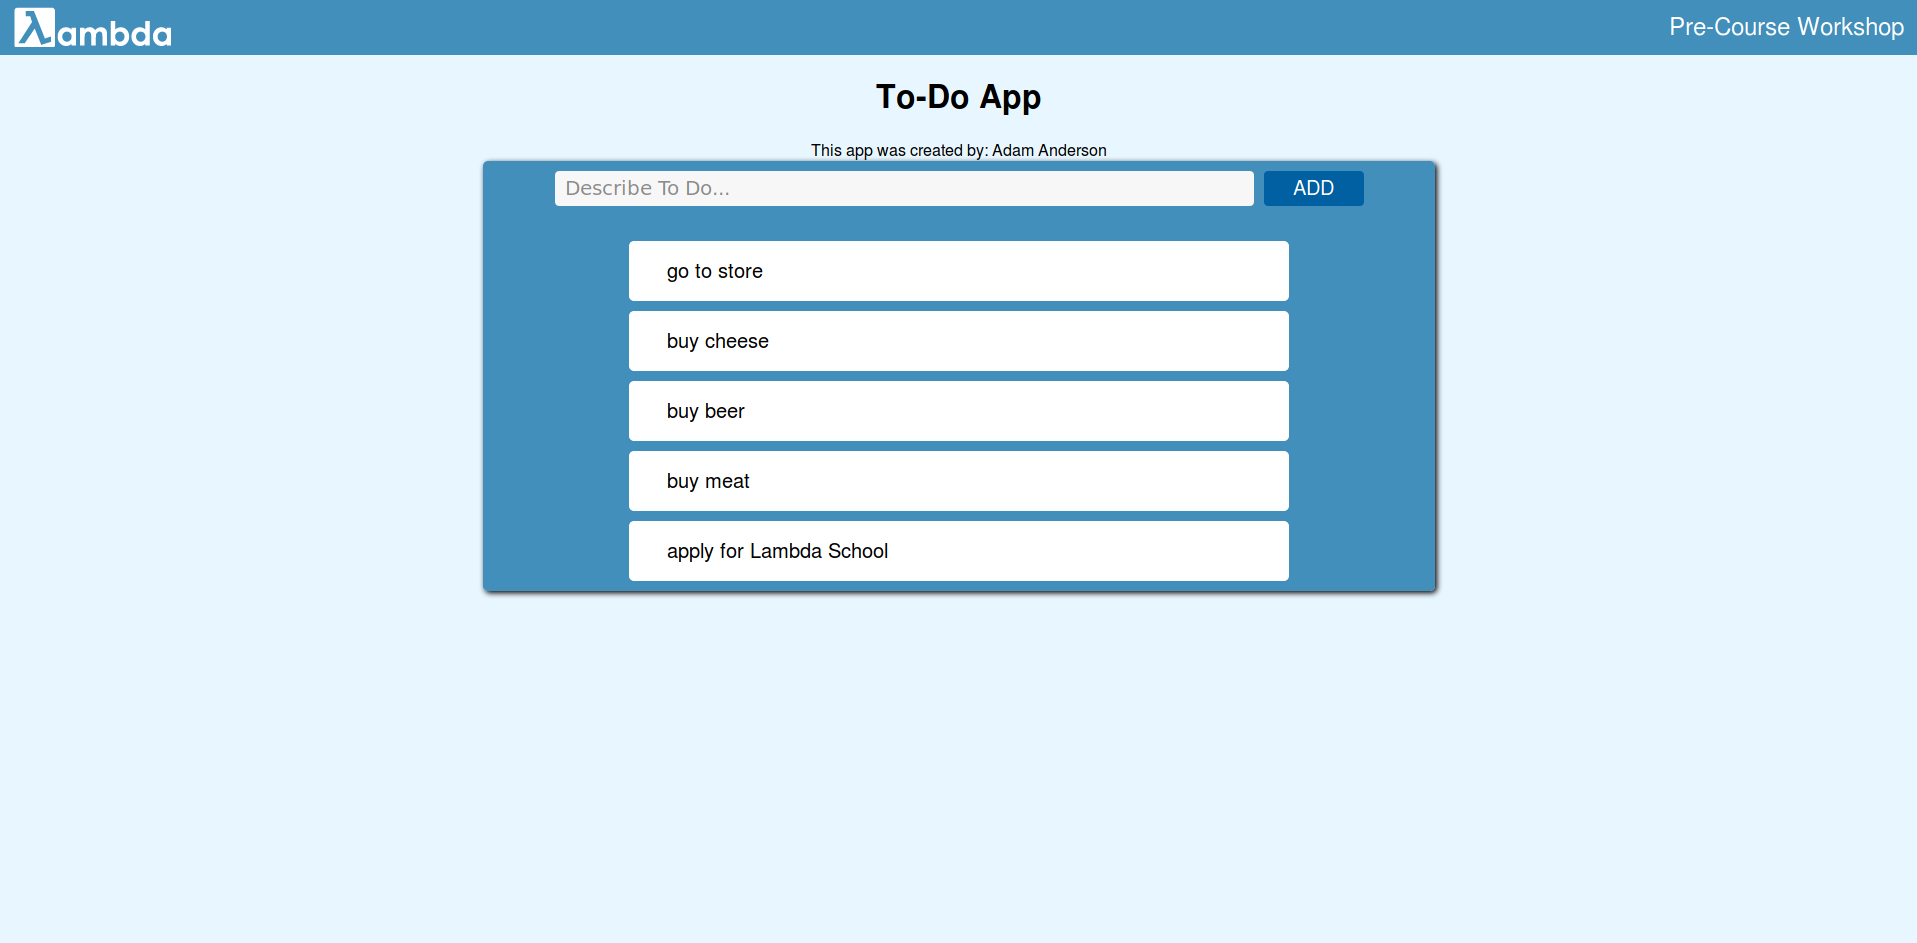 λambda
Pre-Course Workshop
To-Do App
This app was created by: Adam Anderson
Describe To Do...
ADD
go to store
buy cheese
buy beer
buy meat
apply for Lambda School